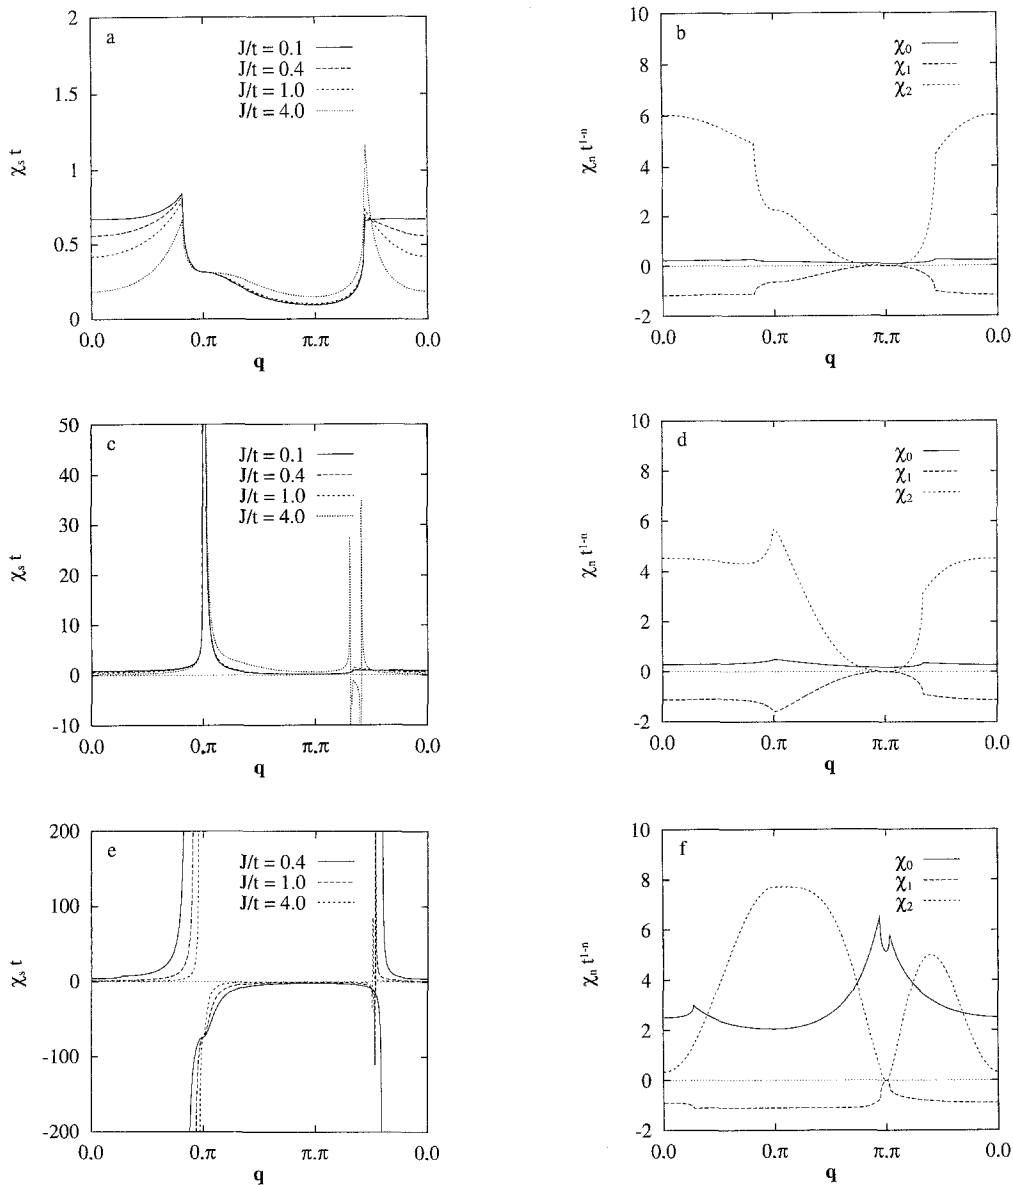 a
2
1.5
1
0.5
0
J/t = 0.1
J/t = 0.4
J/t = 1.0
J/t = 4.0
χₛ t
0.0
0.π
π.π
0.0
q
b
10
8
6
4
2
0
-2
χ₀
χ₁
χ₂
χₙ t¹⁻ⁿ
0.0
0.π
π.π
0.0
q
c
50
40
30
20
10
0
-10
J/t = 0.1
J/t = 0.4
J/t = 1.0
J/t = 4.0
χₛ t
0.0
0.π
π.π
0.0
q
d
10
8
6
4
2
0
-2
χ₀
χ₁
χ₂
χₙ t¹⁻ⁿ
0.0
0.π
π.π
0.0
q
e
200
100
0
-100
-200
J/t = 0.4
J/t = 1.0
J/t = 4.0
χₛ t
0.0
0.π
π.π
0.0
q
f
10
8
6
4
2
0
-2
χ₀
χ₁
χ₂
χₙ t¹⁻ⁿ
0.0
0.π
π.π
0.0
q